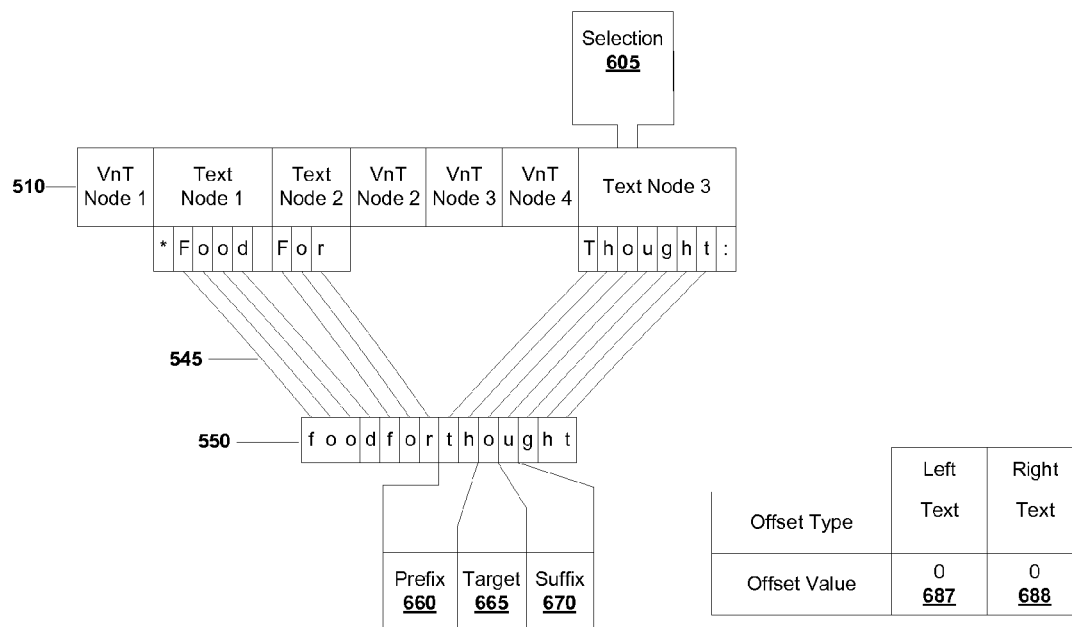 Selection
605
510
VnT Node 1
Text Node 1
Text Node 2
VnT Node 2
VnT Node 3
VnT Node 4
Text Node 3
* F o o d F o r
T h o u g h t :
545
550
f o o d f o r t h o u g h t
Prefix
660
Target
665
Suffix
670
Left Right
Text Text
Offset Type
Offset Value 0 0
687 688